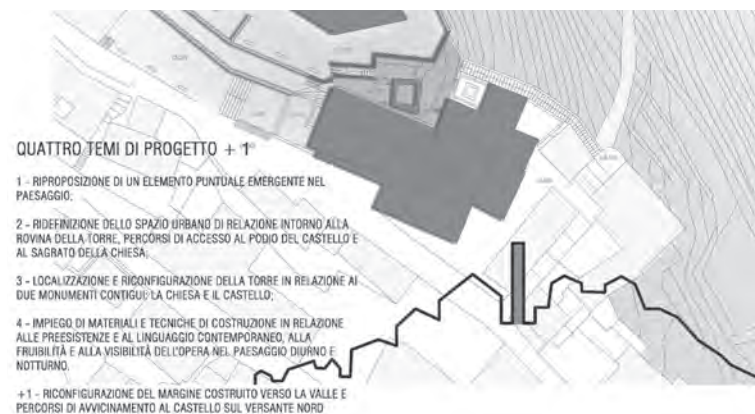 QUATTRO TEMI DI PROGETTO + 1°
1 - RIPROPOSIZIONE DI UN ELEMENTO PUNTUALE EMERGENTE NEL
PAESAGGIO;
2 - RIDEFINIZIONE DELLO SPAZIO URBANO DI RELAZIONE INTORNO ALLA
ROVINA DELLA TORRE, PERCORSI DI ACCESSO AL PODIO DEL CASTELLO E
AL SAGRATO DELLA CHIESA;
3 - LOCALIZZAZIONE E RICONFIGURAZIONE DELLA TORRE IN RELAZIONE AI
DUE MONUMENTI CONTIGUI: LA CHIESA E IL CASTELLO;
4 - IMPIEGO DI MATERIALI E TECNICHE DI COSTRUZIONE IN RELAZIONE
ALLE PREESISTENZE E AL LINGUAGGIO CONTEMPORANEO, ALLA
FRUIBILITÀ E ALLA VISIBILITÀ DELL'OPERA NEL PAESAGGIO DIURNO E
NOTTURNO.
+1 - RICONFIGURAZIONE DEL MARGINE COSTRUITO VERSO LA VALLE E
PERCORSI DI AVVICINAMENTO AL CASTELLO SUL VERSANTE NORD